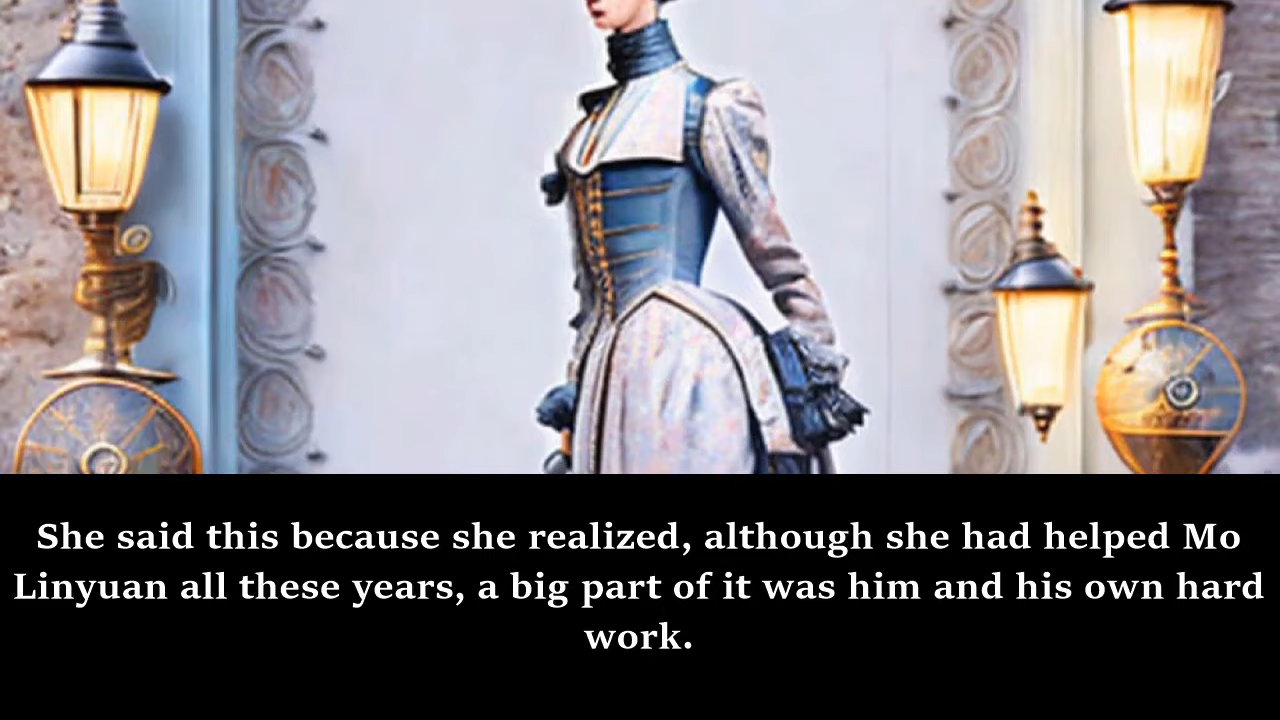 She said this because she realized, although she had helped Mo
Linyuan all these years, a big part of it was him and his own hard
work.